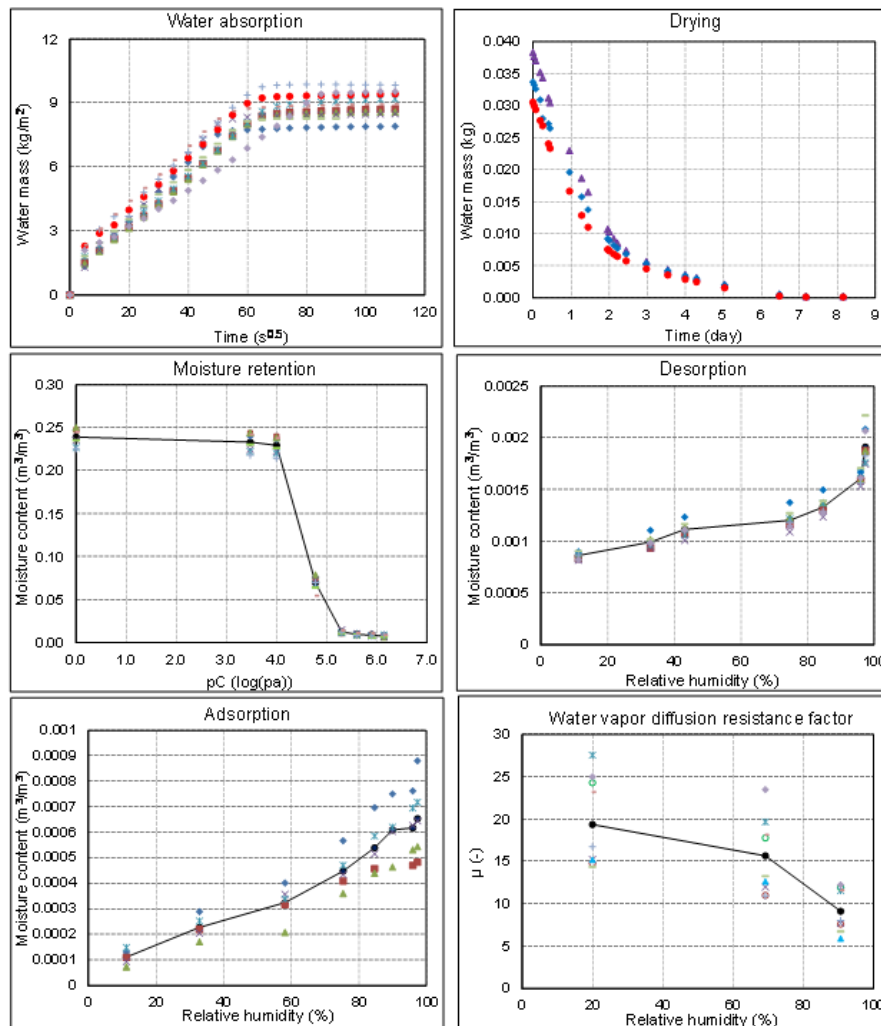 Water absorption
12
9
6
3
0
0 20 40 60 80 100 120
Water mass (kg/m²)
Time (s⁰·⁵)
Drying
0.040
0.035
0.030
0.025
0.020
0.015
0.010
0.005
0.000
0 1 2 3 4 5 6 7 8 9
Water mass (kg)
Time (day)
Moisture retention
0.30
0.25
0.20
0.15
0.10
0.05
0.00
0.0 1.0 2.0 3.0 4.0 5.0 6.0 7.0
Moisture content (m³/m³)
pC (log(pa))
Desorption
0.0025
0.002
0.0015
0.001
0.0005
0
0 20 40 60 80 100
Moisture content (m³/m³)
Relative humidity (%)
Adsorption
0.001
0.0009
0.0008
0.0007
0.0006
0.0005
0.0004
0.0003
0.0002
0.0001
0
0 20 40 60 80 100
Moisture content (m³/m³)
Relative humidity (%)
Water vapor diffusion resistance factor
30
25
20
15
10
5
0
0 20 40 60 80 100
μ (-)
Relative humidity (%)